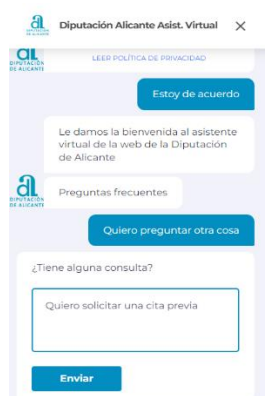 Diputación Alicante Asist. Virtual
DIPUTACIÓN
DE ALICANTE
LEER POLÍTICA DE PRIVACIDAD
Estoy de acuerdo
Le damos la bienvenida al asistente
virtual de la web de la Diputación
de Alicante
Preguntas frecuentes
DIPUTACIÓN
DE ALICANTE
Quiero preguntar otra cosa
¿Tiene alguna consulta?
Quiero solicitar una cita previa
Enviar